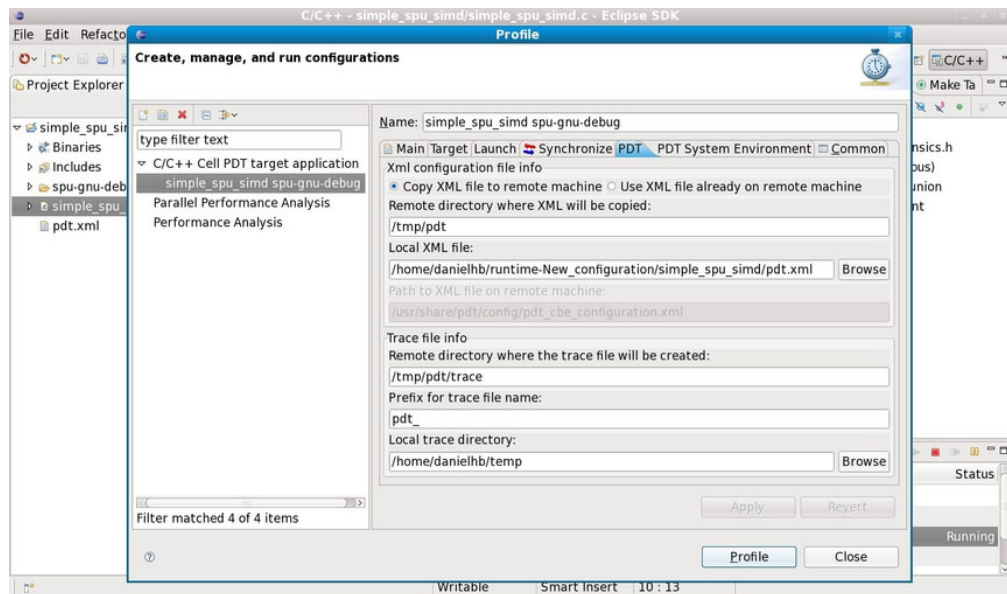 C/C++ - simple_spu_simd/simple_spu_simd.c - Eclipse SDK
File Edit Refacto
Profile
Create, manage, and run configurations
C/C++
Project Explorer
Make Ta
type filter text
Name: simple_spu_simd spu-gnu-debug
simple_spu_sir
Binaries
Includes
spu-gnu-deb
simple_spu_
pdt.xml
C/C++ Cell PDT target application
simple_spu_simd spu-gnu-debug
Parallel Performance Analysis
Performance Analysis
Main Target Launch Synchronize PDT PDT System Environment Common
Xml configuration file info
Copy XML file to remote machine Use XML file already on remote machine
Remote directory where XML will be copied:
/tmp/pdt
Local XML file:
/home/danielhb/runtime-New_configuration/simple_spu_simd/pdt.xml Browse
Path to XML file on remote machine:
/usr/share/pdt/config/pdt_cbe_configuration.xml
Trace file info
Remote directory where the trace file will be created:
/tmp/pdt/trace
Prefix for trace file name:
pdt_
Local trace directory:
/home/danielhb/temp Browse
nsics.h
ous)
union
nt
Status
Running
Filter matched 4 of 4 items
Apply Revert
Profile Close
Writable Smart Insert 10 : 13